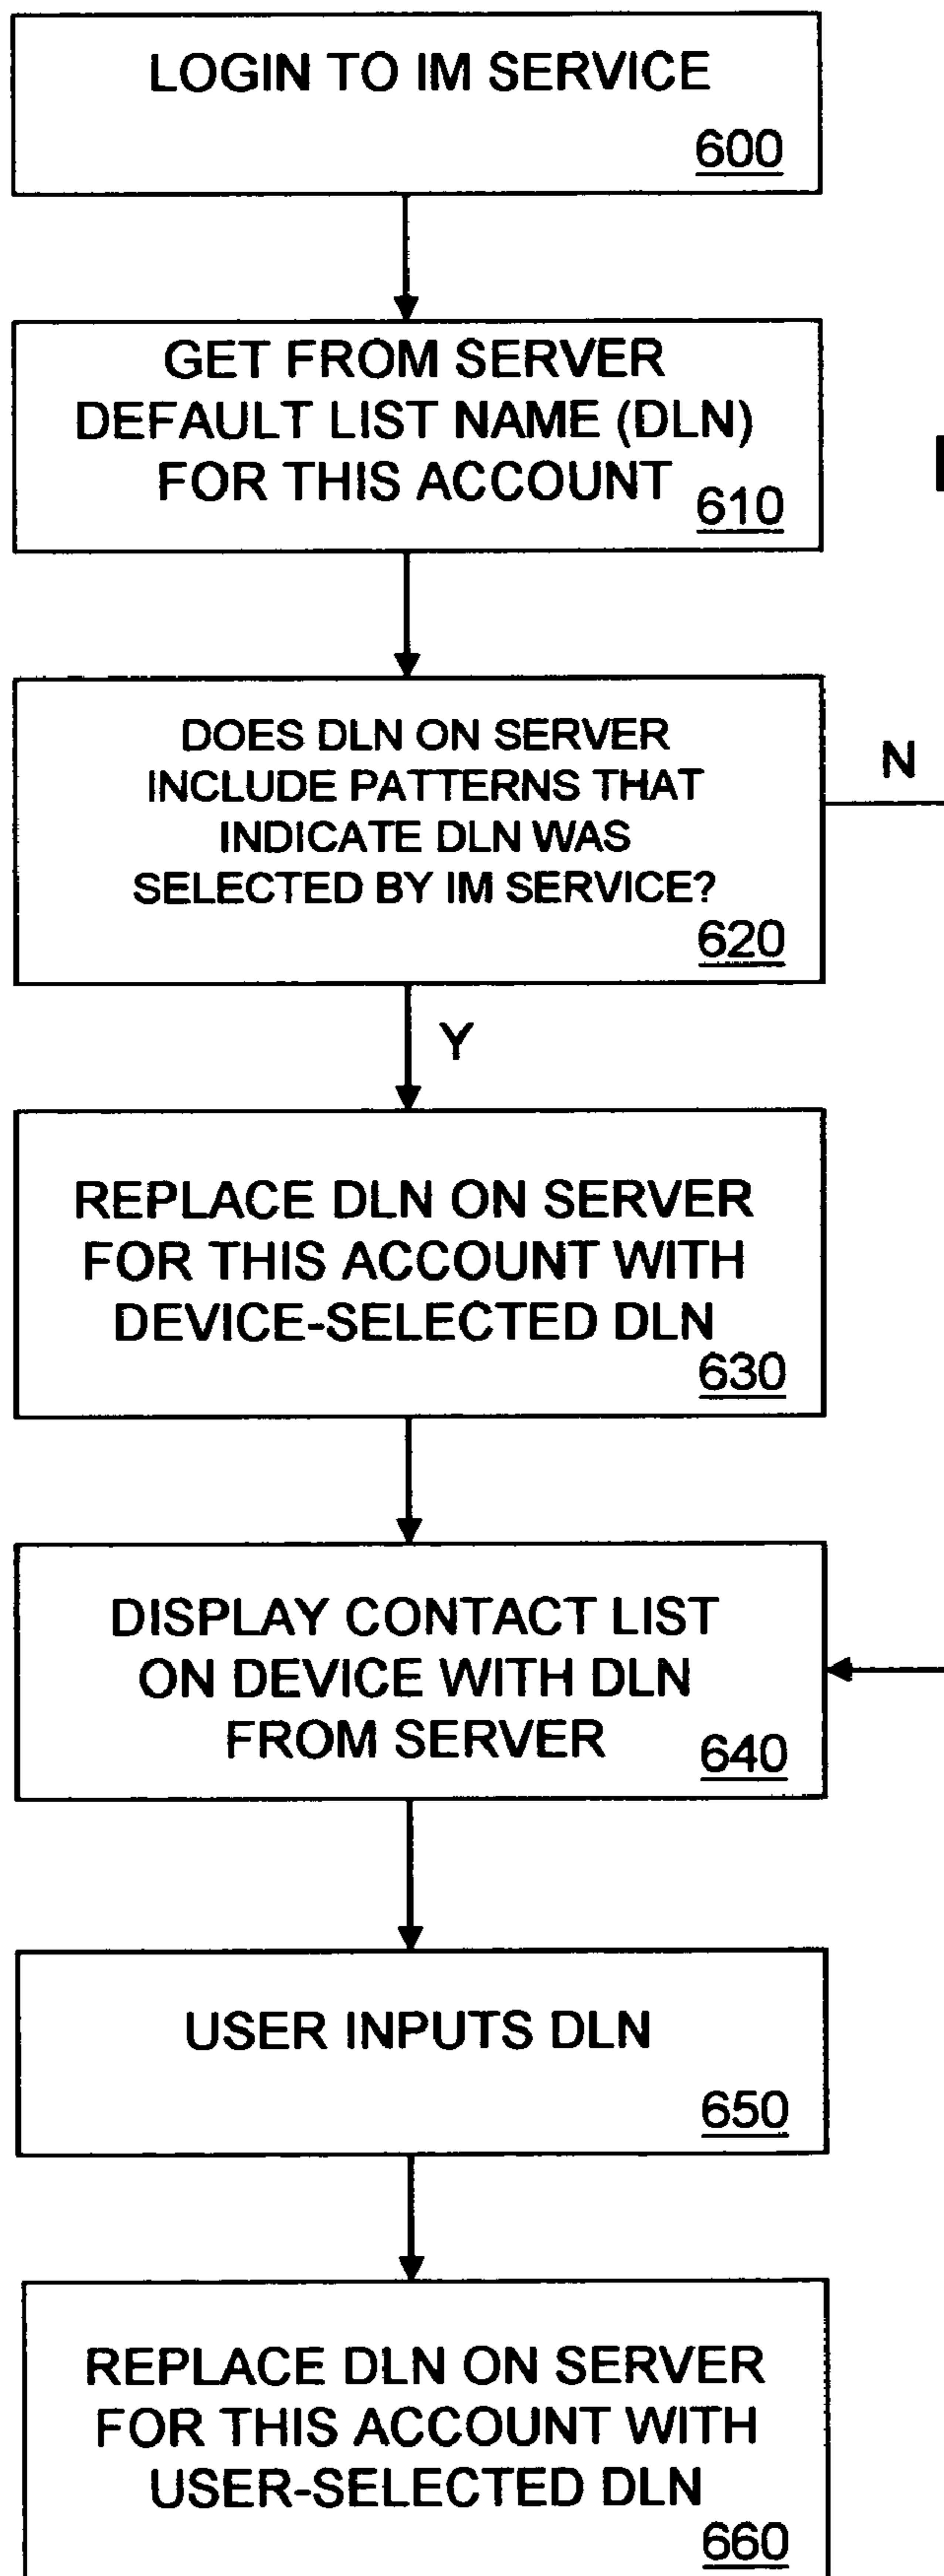 LOGIN TO IM SERVICE
600
GET FROM SERVER
DEFAULT LIST NAME (DLN)
FOR THIS ACCOUNT
610
DOES DLN ON SERVER
INCLUDE PATTERNS THAT
INDICATE DLN WAS
SELECTED BY IM SERVICE?
620
N
Y
REPLACE DLN ON SERVER
FOR THIS ACCOUNT WITH
DEVICE-SELECTED DLN
630
DISPLAY CONTACT LIST
ON DEVICE WITH DLN
FROM SERVER
640
USER INPUTS DLN
650
REPLACE DLN ON SERVER
FOR THIS ACCOUNT WITH
USER-SELECTED DLN
660